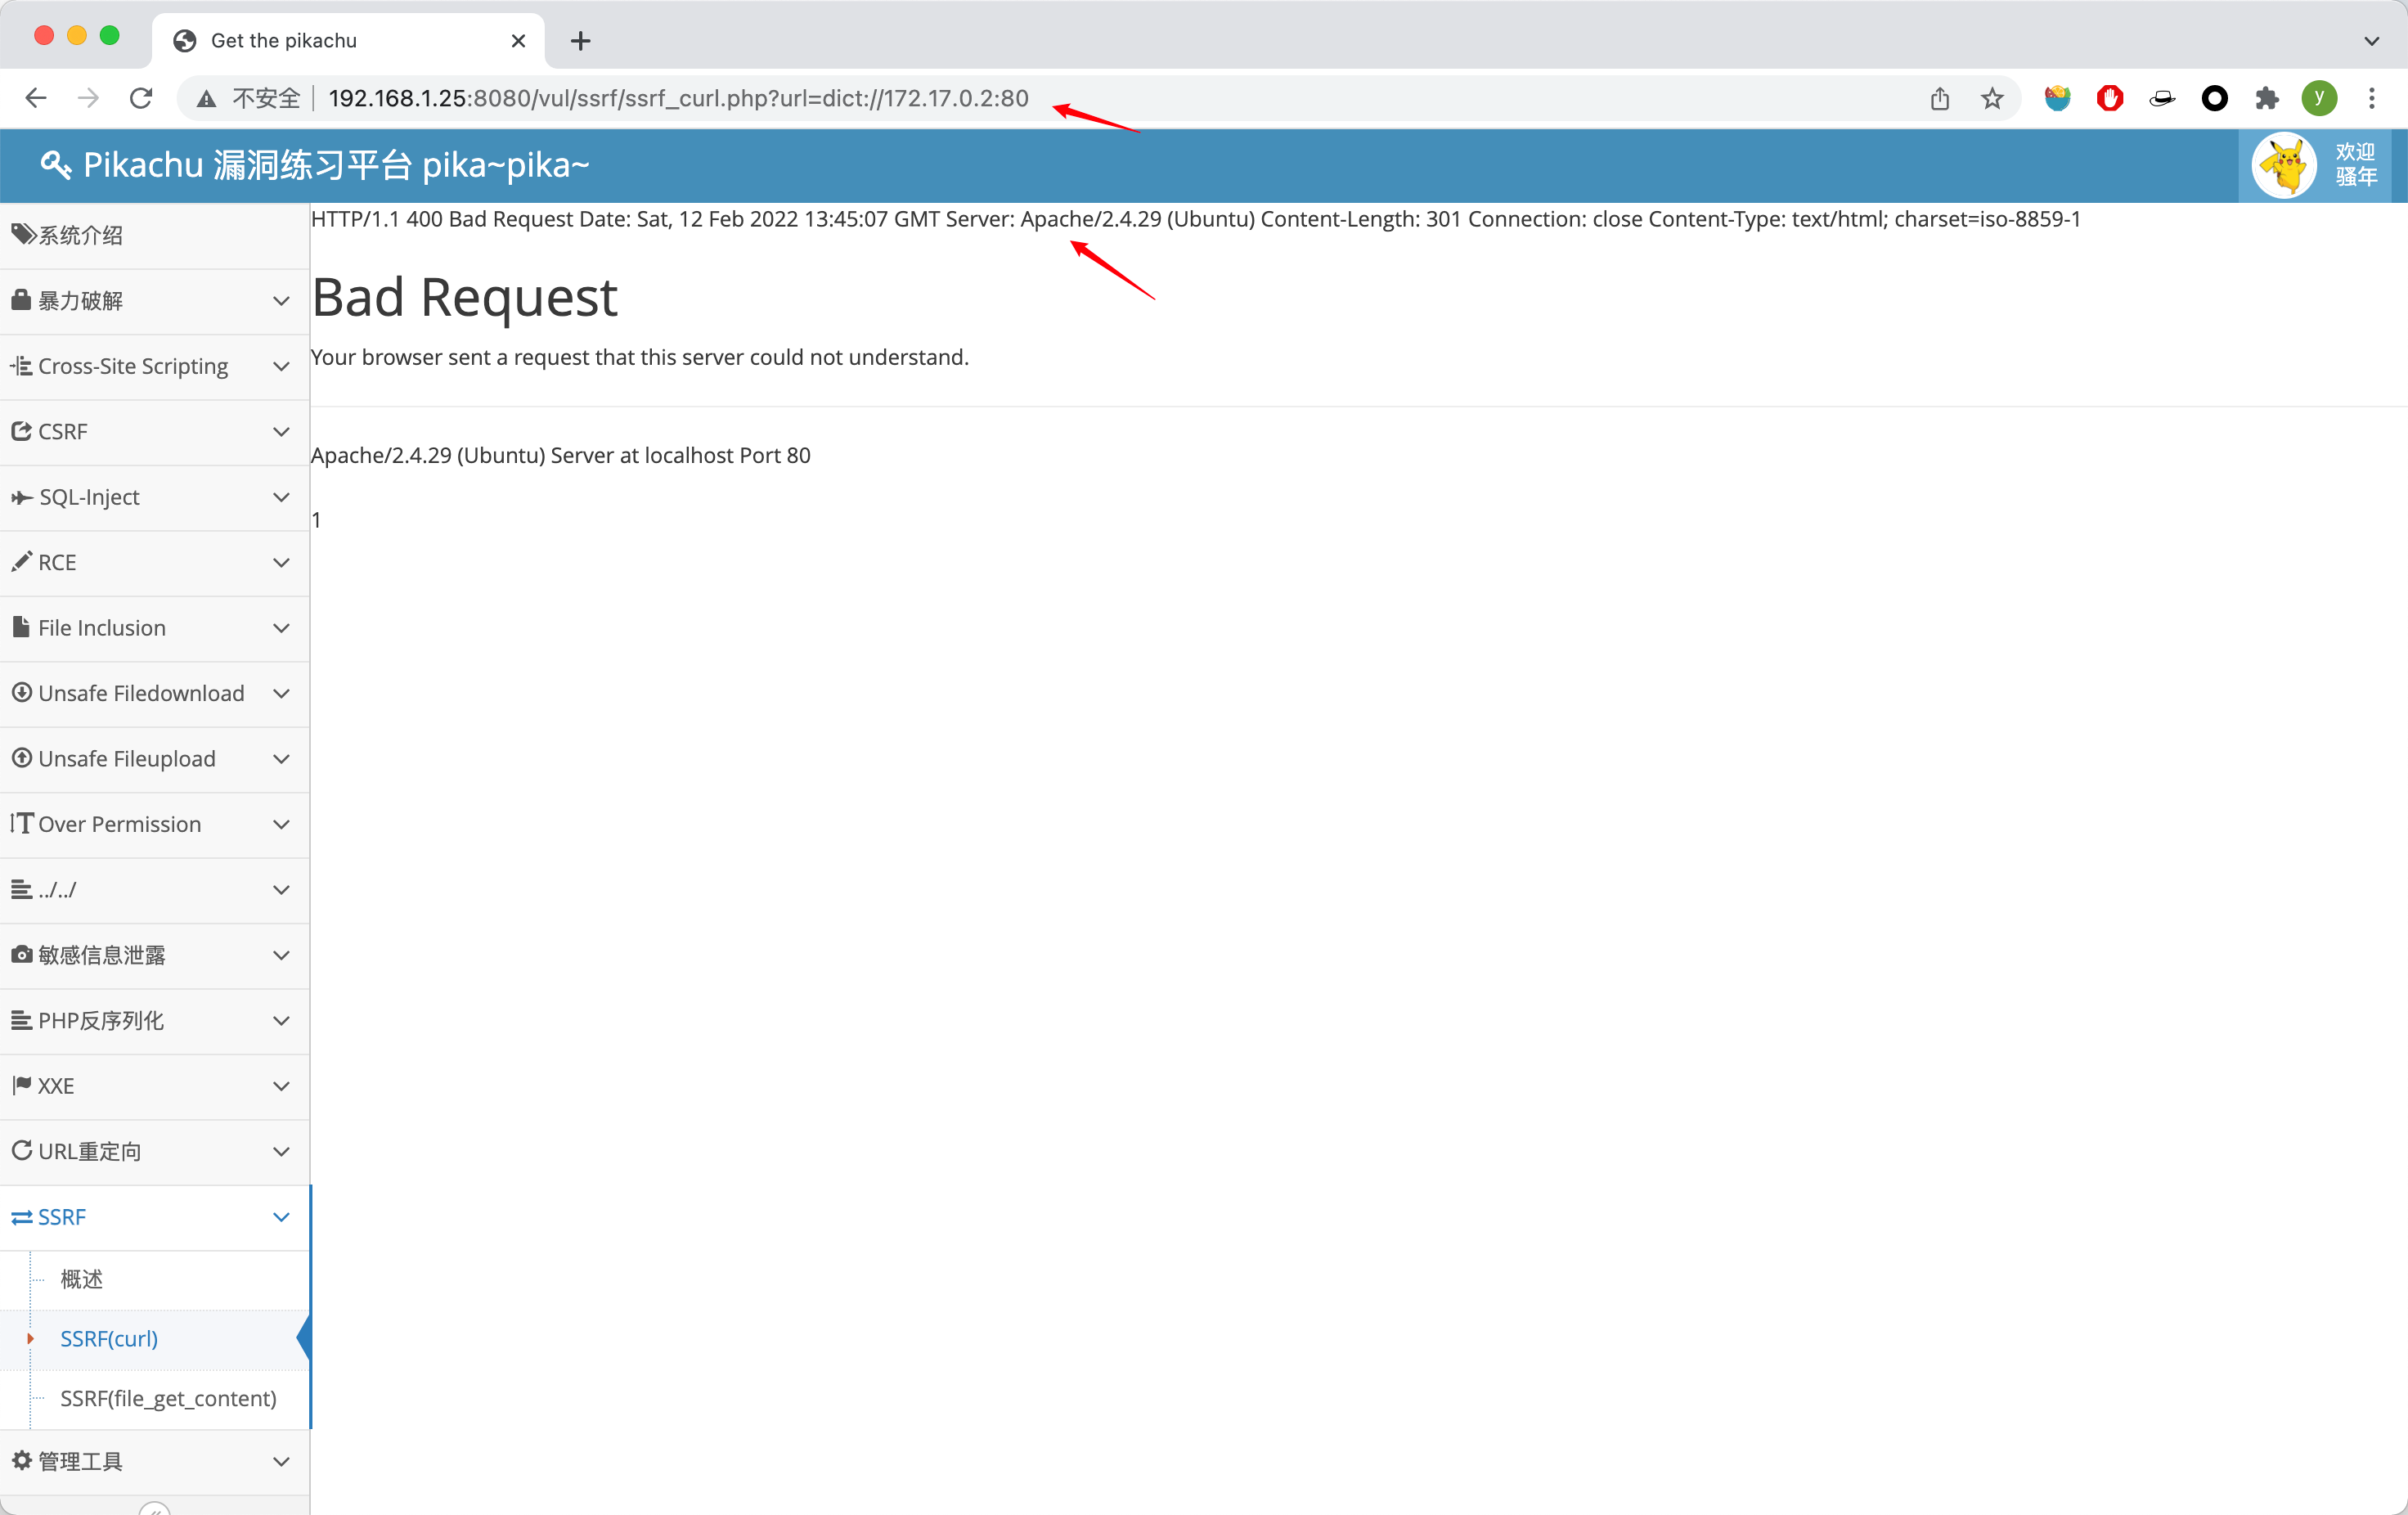 Get the pikachu
不安全 192.168.1.25:8080/vul/ssrf/ssrf_curl.php?url=dict://172.17.0.2:80
y
Pikachu 漏洞练习平台 pika~pika~
欢迎
骚年
系统介绍
暴力破解
Cross-Site Scripting
CSRF
SQL-Inject
RCE
File Inclusion
Unsafe Filedownload
Unsafe Fileupload
Over Permission
../../
敏感信息泄露
PHP反序列化
XXE
URL重定向
SSRF
概述
SSRF(curl)
SSRF(file_get_content)
管理工具
HTTP/1.1 400 Bad Request Date: Sat, 12 Feb 2022 13:45:07 GMT Server: Apache/2.4.29 (Ubuntu) Content-Length: 301 Connection: close Content-Type: text/html; charset=iso-8859-1
Bad Request
Your browser sent a request that this server could not understand.
Apache/2.4.29 (Ubuntu) Server at localhost Port 80
1